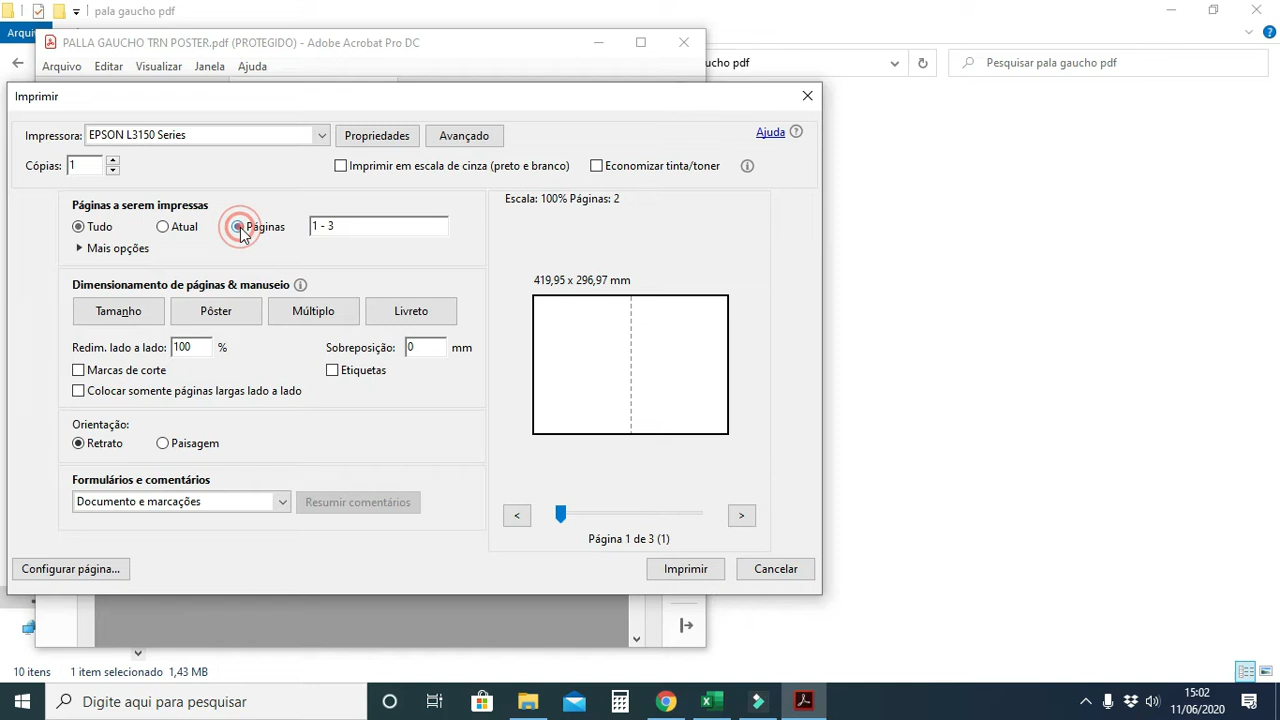 pala gaucho pdf
Arqui
PALLA GAUCHO TRN POSTER.pdf (PROTEGIDO) - Adobe Acrobat Pro DC
Arquivo Editar Visualizar Janela Ajuda
ucho pdf
Pesquisar pala gaucho pdf
Imprimir
Impressora: EPSON L3150 Series Propriedades Avançado Ajuda
Cópias: 1 Imprimir em escala de cinza (preto e branco) Economizar tinta/toner
Páginas a serem impressas
Escala: 100% Páginas: 2
Tudo Atual Páginas 1 - 3
Mais opções
419,95 x 296,97 mm
Dimensionamento de páginas & manuseio
Tamanho Pôster Múltiplo Livreto
Redim. lado a lado: 100 % Sobreposição: 0 mm
Marcas de corte Etiquetas
Colocar somente páginas largas lado a lado
Orientação:
Retrato Paisagem
Formulários e comentários
Documento e marcações Resumir comentários
< >
Página 1 de 3 (1)
Configurar página... Imprimir Cancelar
10 itens 1 item selecionado 1,43 MB
Digite aqui para pesquisar
15:02
11/06/2020